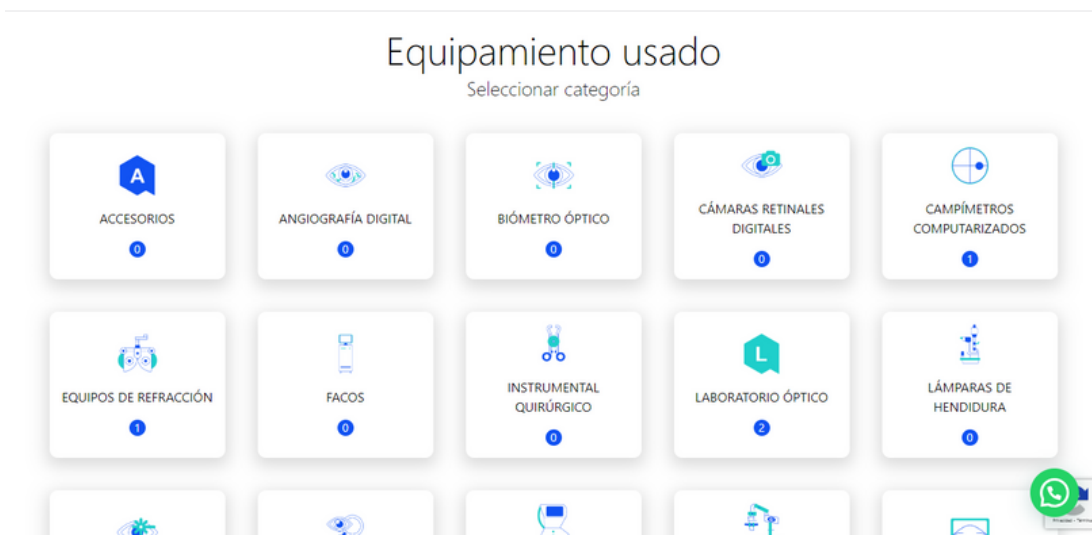 Equipamiento usado
Seleccionar categoría
A
ACCESORIOS
0
ANGIOGRAFÍA DIGITAL
0
BIÓMETRO ÓPTICO
0
CÁMARAS RETINALES
DIGITALES
0
CAMPÍMETROS
COMPUTARIZADOS
1
EQUIPOS DE REFRACCIÓN
1
FACOS
0
INSTRUMENTAL
QUIRÚRGICO
0
L
LABORATORIO ÓPTICO
2
LÁMPARAS DE
HENDIDURA
0